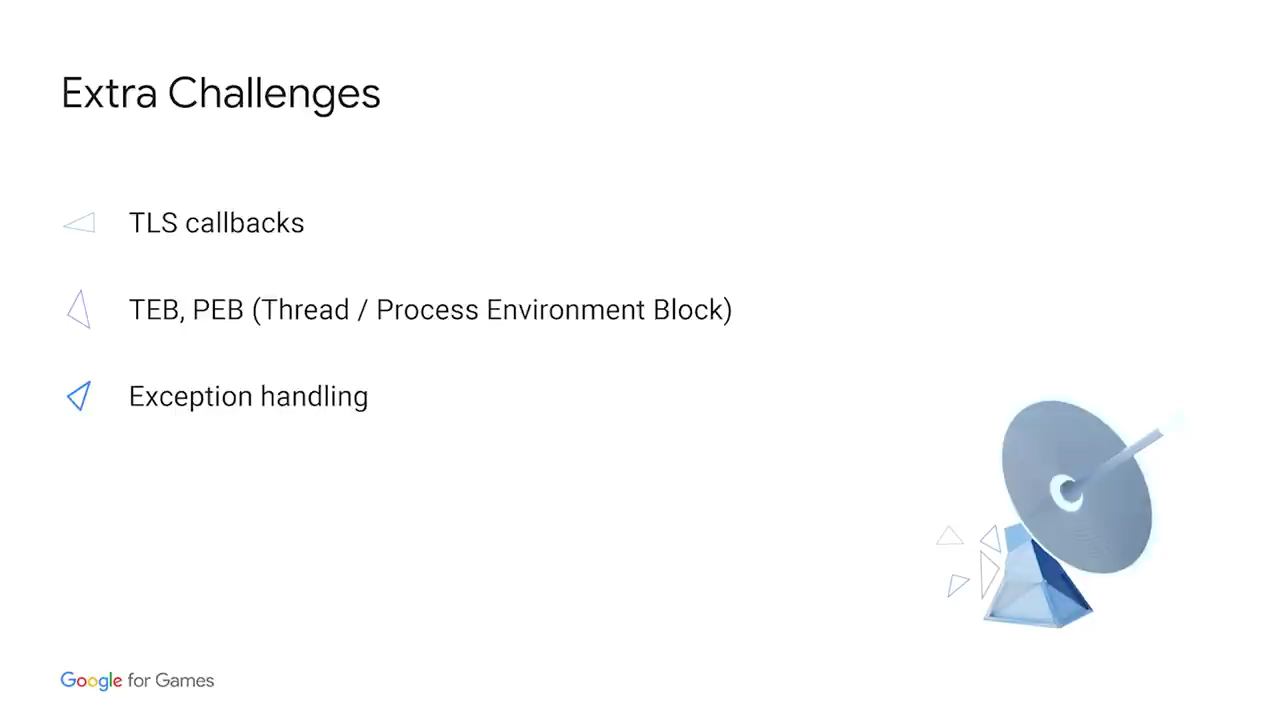 Extra Challenges
TLS callbacks
TEB, PEB (Thread / Process Environment Block)
Exception handling
Google for Games